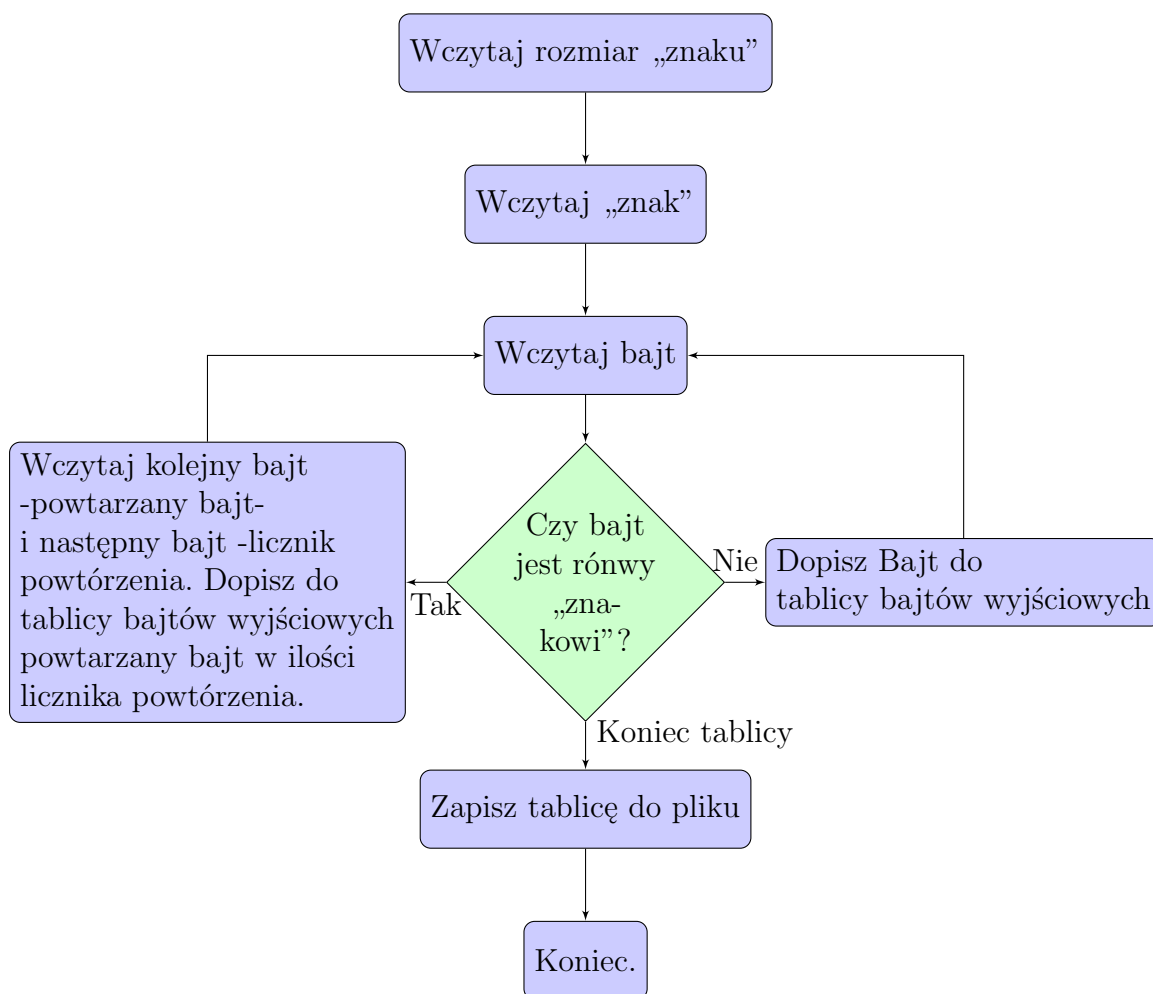 Wczytaj rozmiar „znaku”
Wczytaj „znak”
Wczytaj bajt
Wczytaj kolejny bajt
-powtarzany bajt-
i następny bajt -licznik
powtórzenia. Dopisz do
tablicy bajtów wyjściowych
powtarzany bajt w ilości
licznika powtórzenia.
Tak
Czy bajt
jest rónwy
„zna-
kowi”?
Nie
Dopisz Bajt do
tablicy bajtów wyjściowych
Koniec tablicy
Zapisz tablicę do pliku
Koniec.